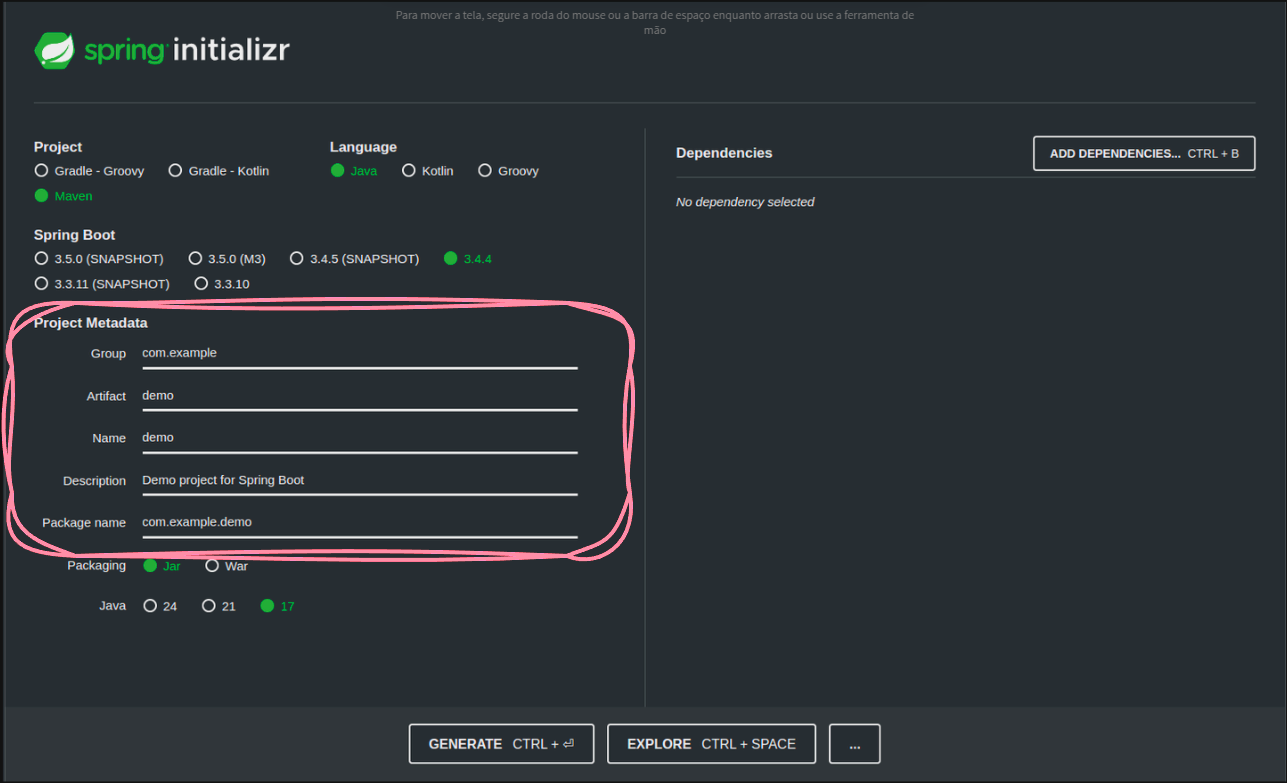 Para mover a tela, segure a roda do mouse ou a barra de espaço enquanto arrasta ou use a ferramenta de
mão
spring initializr
Project
Gradle - Groovy Gradle - Kotlin
Maven
Language
Java Kotlin Groovy
Spring Boot
3.5.0 (SNAPSHOT) 3.5.0 (M3) 3.4.5 (SNAPSHOT) 3.4.4
3.3.11 (SNAPSHOT) 3.3.10
Project Metadata
Group com.example
Artifact demo
Name demo
Description Demo project for Spring Boot
Package name com.example.demo
Packaging Jar War
Java 24 21 17
Dependencies
ADD DEPENDENCIES... CTRL + B
No dependency selected
GENERATE CTRL + ⏎
EXPLORE CTRL + SPACE
...